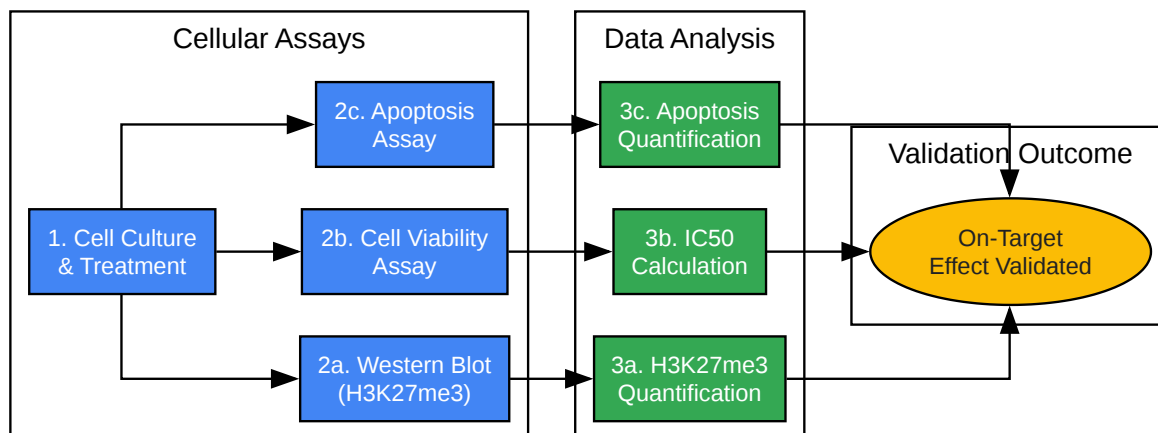 Cellular Assays
Data Analysis
Validation Outcome
2c. Apoptosis
Assay
3c. Apoptosis
Quantification
1. Cell Culture
& Treatment
2b. Cell Viability
Assay
3b. IC50
Calculation
On-Target
Effect Validated
2a. Western Blot
(H3K27me3)
3a. H3K27me3
Quantification